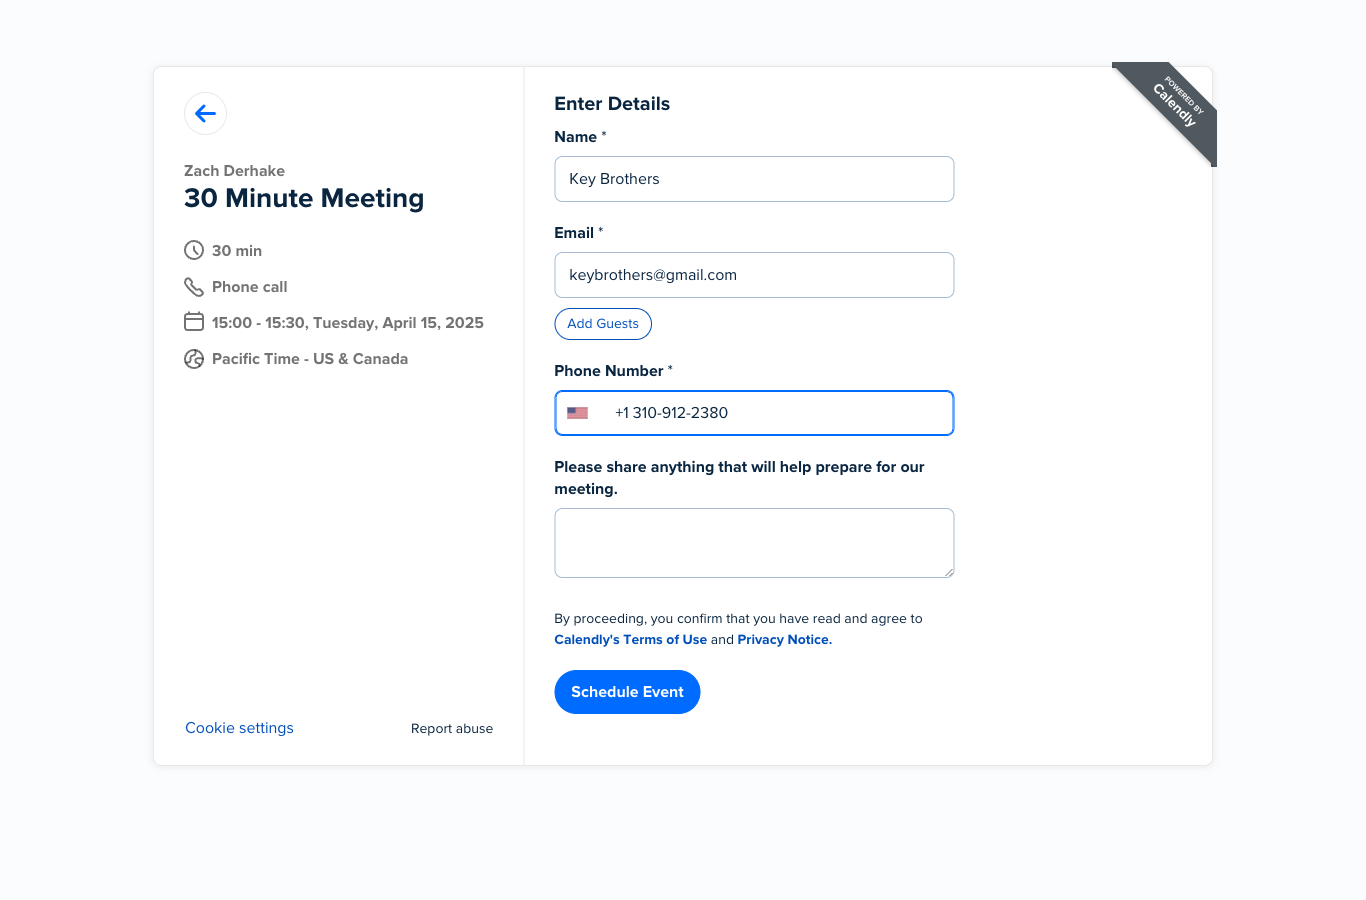 Zach Derhake
30 Minute Meeting
30 min
Phone call
15:00 - 15:30, Tuesday, April 15, 2025
Pacific Time - US & Canada
Cookie settings
Report abuse
Enter Details
Name *
Key Brothers
Email *
keybrothers@gmail.com
Add Guests
Phone Number *
+1 310-912-2380
Please share anything that will help prepare for our
meeting.
By proceeding, you confirm that you have read and agree to
Calendly's Terms of Use and Privacy Notice.
Schedule Event
POWERED BY
Calendly